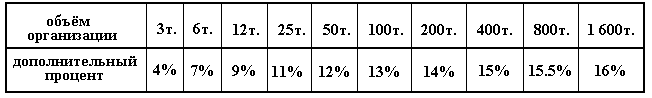 объём организации 3т. 6т. 12т. 25т. 50т. 100т. 200т. 400т. 800т. 1 600т.
дополнительный процент 4% 7% 9% 11% 12% 13% 14% 15% 15.5% 16%